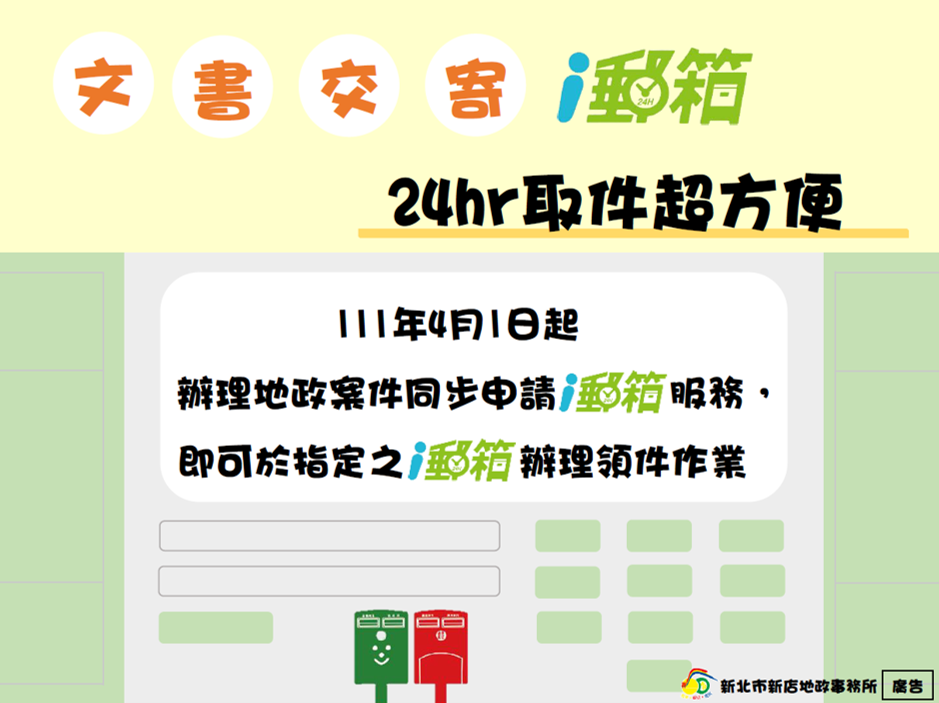 文書交寄 i郵箱
24H
24hr取件超方便
111年4月1日起
辦理地政案件同步申請i郵箱服務，
即可於指定之i郵箱辦理領件作業
新北市新店地政事務所 廣告